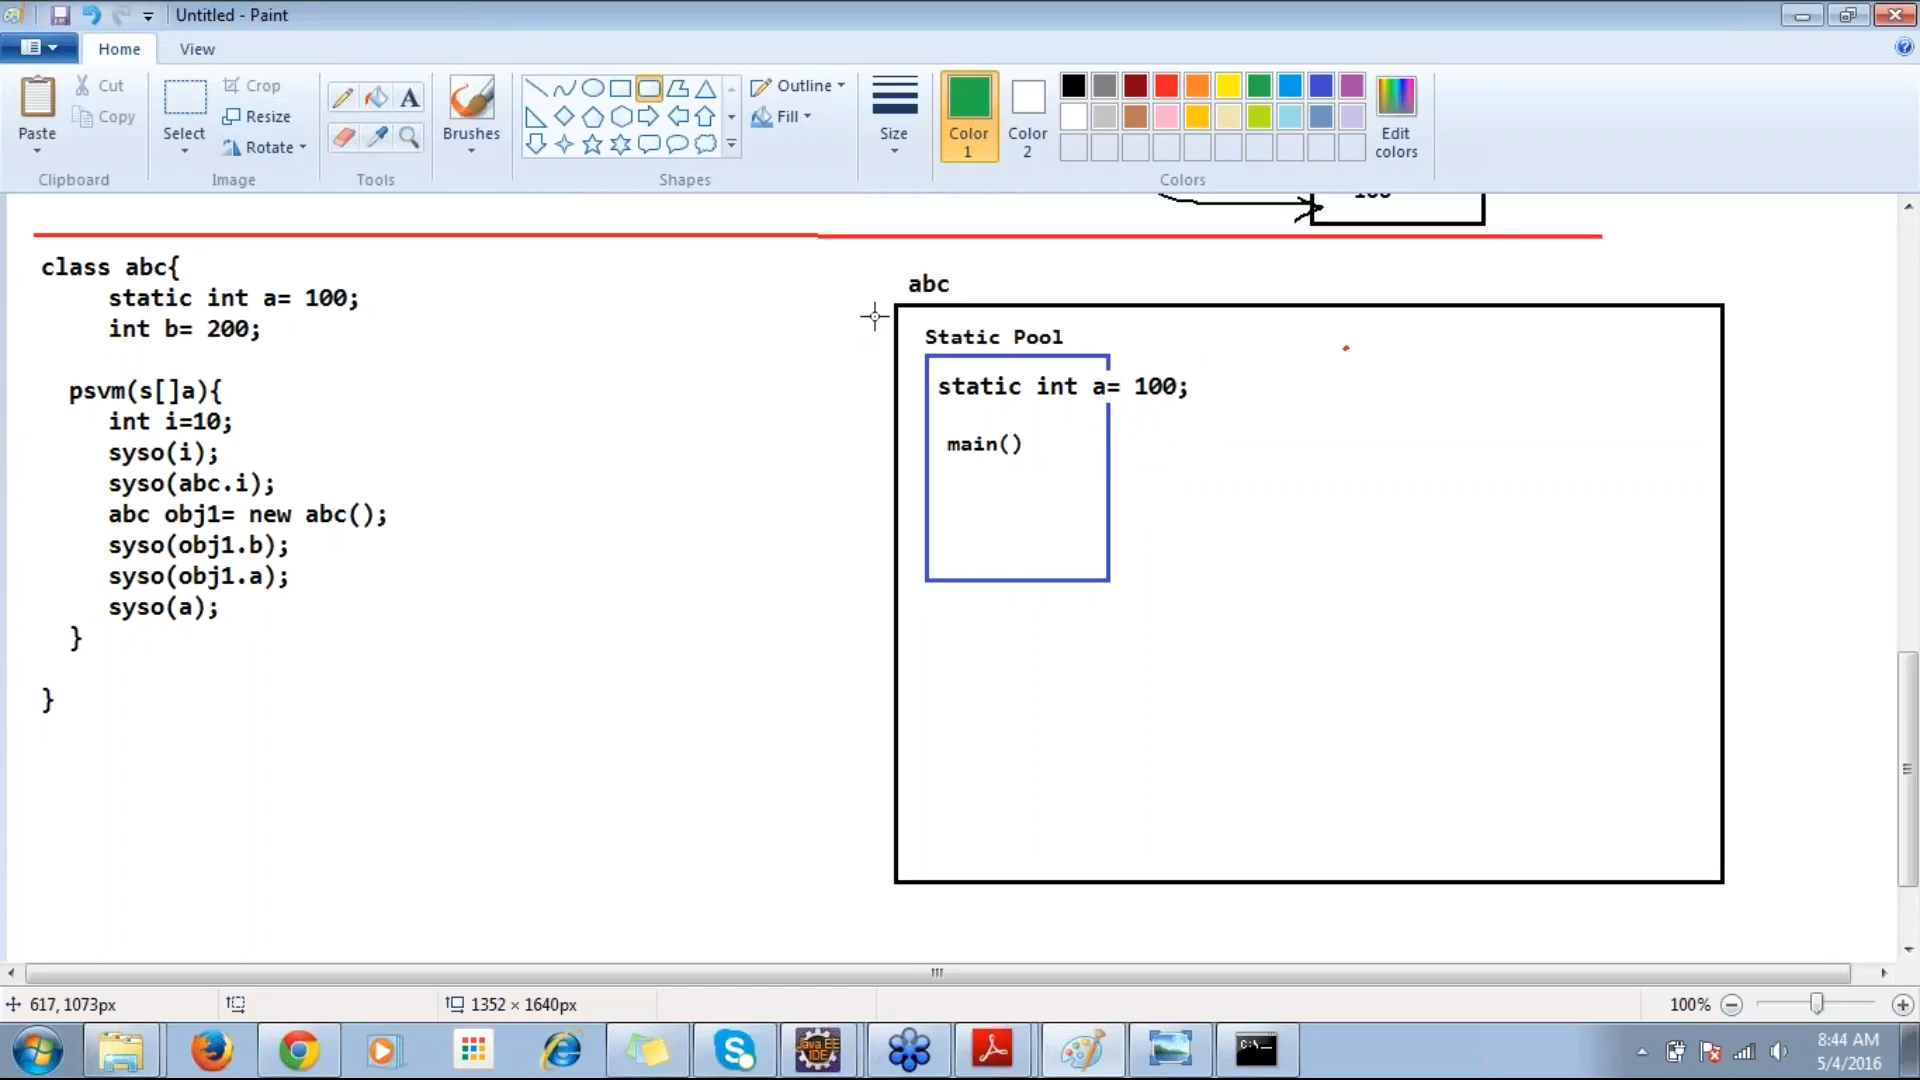 Untitled - Paint
Home
View
Paste
Cut
Copy
Clipboard
Select
Crop
Resize
Rotate
Image
Tools
Brushes
Shapes
Outline
Fill
Size
Color 1
Color 2
Edit colors
Colors
class abc{
static int a= 100;
int b= 200;
psvm(s[]a){
int i=10;
syso(i);
syso(abc.i);
abc obj1= new abc();
syso(obj1.b);
syso(obj1.a);
syso(a);
}
}
abc
Static Pool
static int a= 100;
main()
617, 1073px
1352 × 1640px
100%
Java EE
IDE
C:\_
8:44 AM
5/4/2016